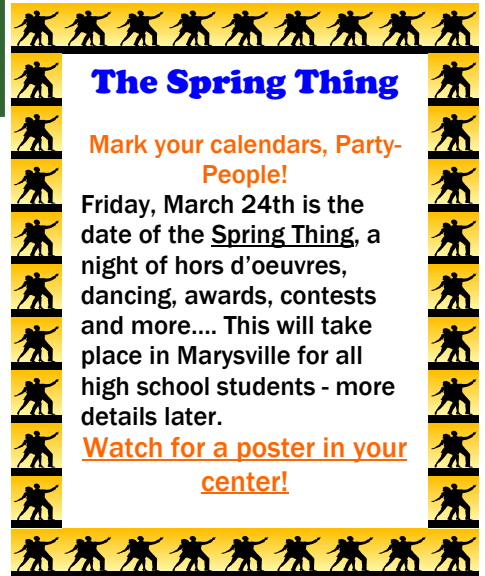 The Spring Thing
Mark your calendars, Party-
People!
Friday, March 24th is the
date of the Spring Thing, a
night of hors d’oeuvres,
dancing, awards, contests
and more.... This will take
place in Marysville for all
high school students - more
details later.
Watch for a poster in your
center!